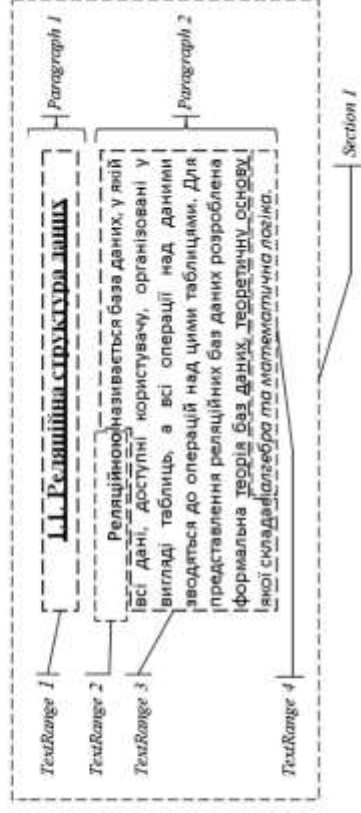 TextRange 1
TextRange 2
TextRange 3
TextRange 4
1.1. Реляційна структура даних
Реляційною називається база даних, у якій
всі дані, доступні користувачу, організовані у
вигляді таблиць, а всі операції над даними
зводяться до операцій над цими таблицями. Для
представлення реляційних баз даних розроблена
формальна теорія баз даних, теоретичну основу
якої складає алгебра та математична логіка.
Paragraph 1
Paragraph 2
Section 1